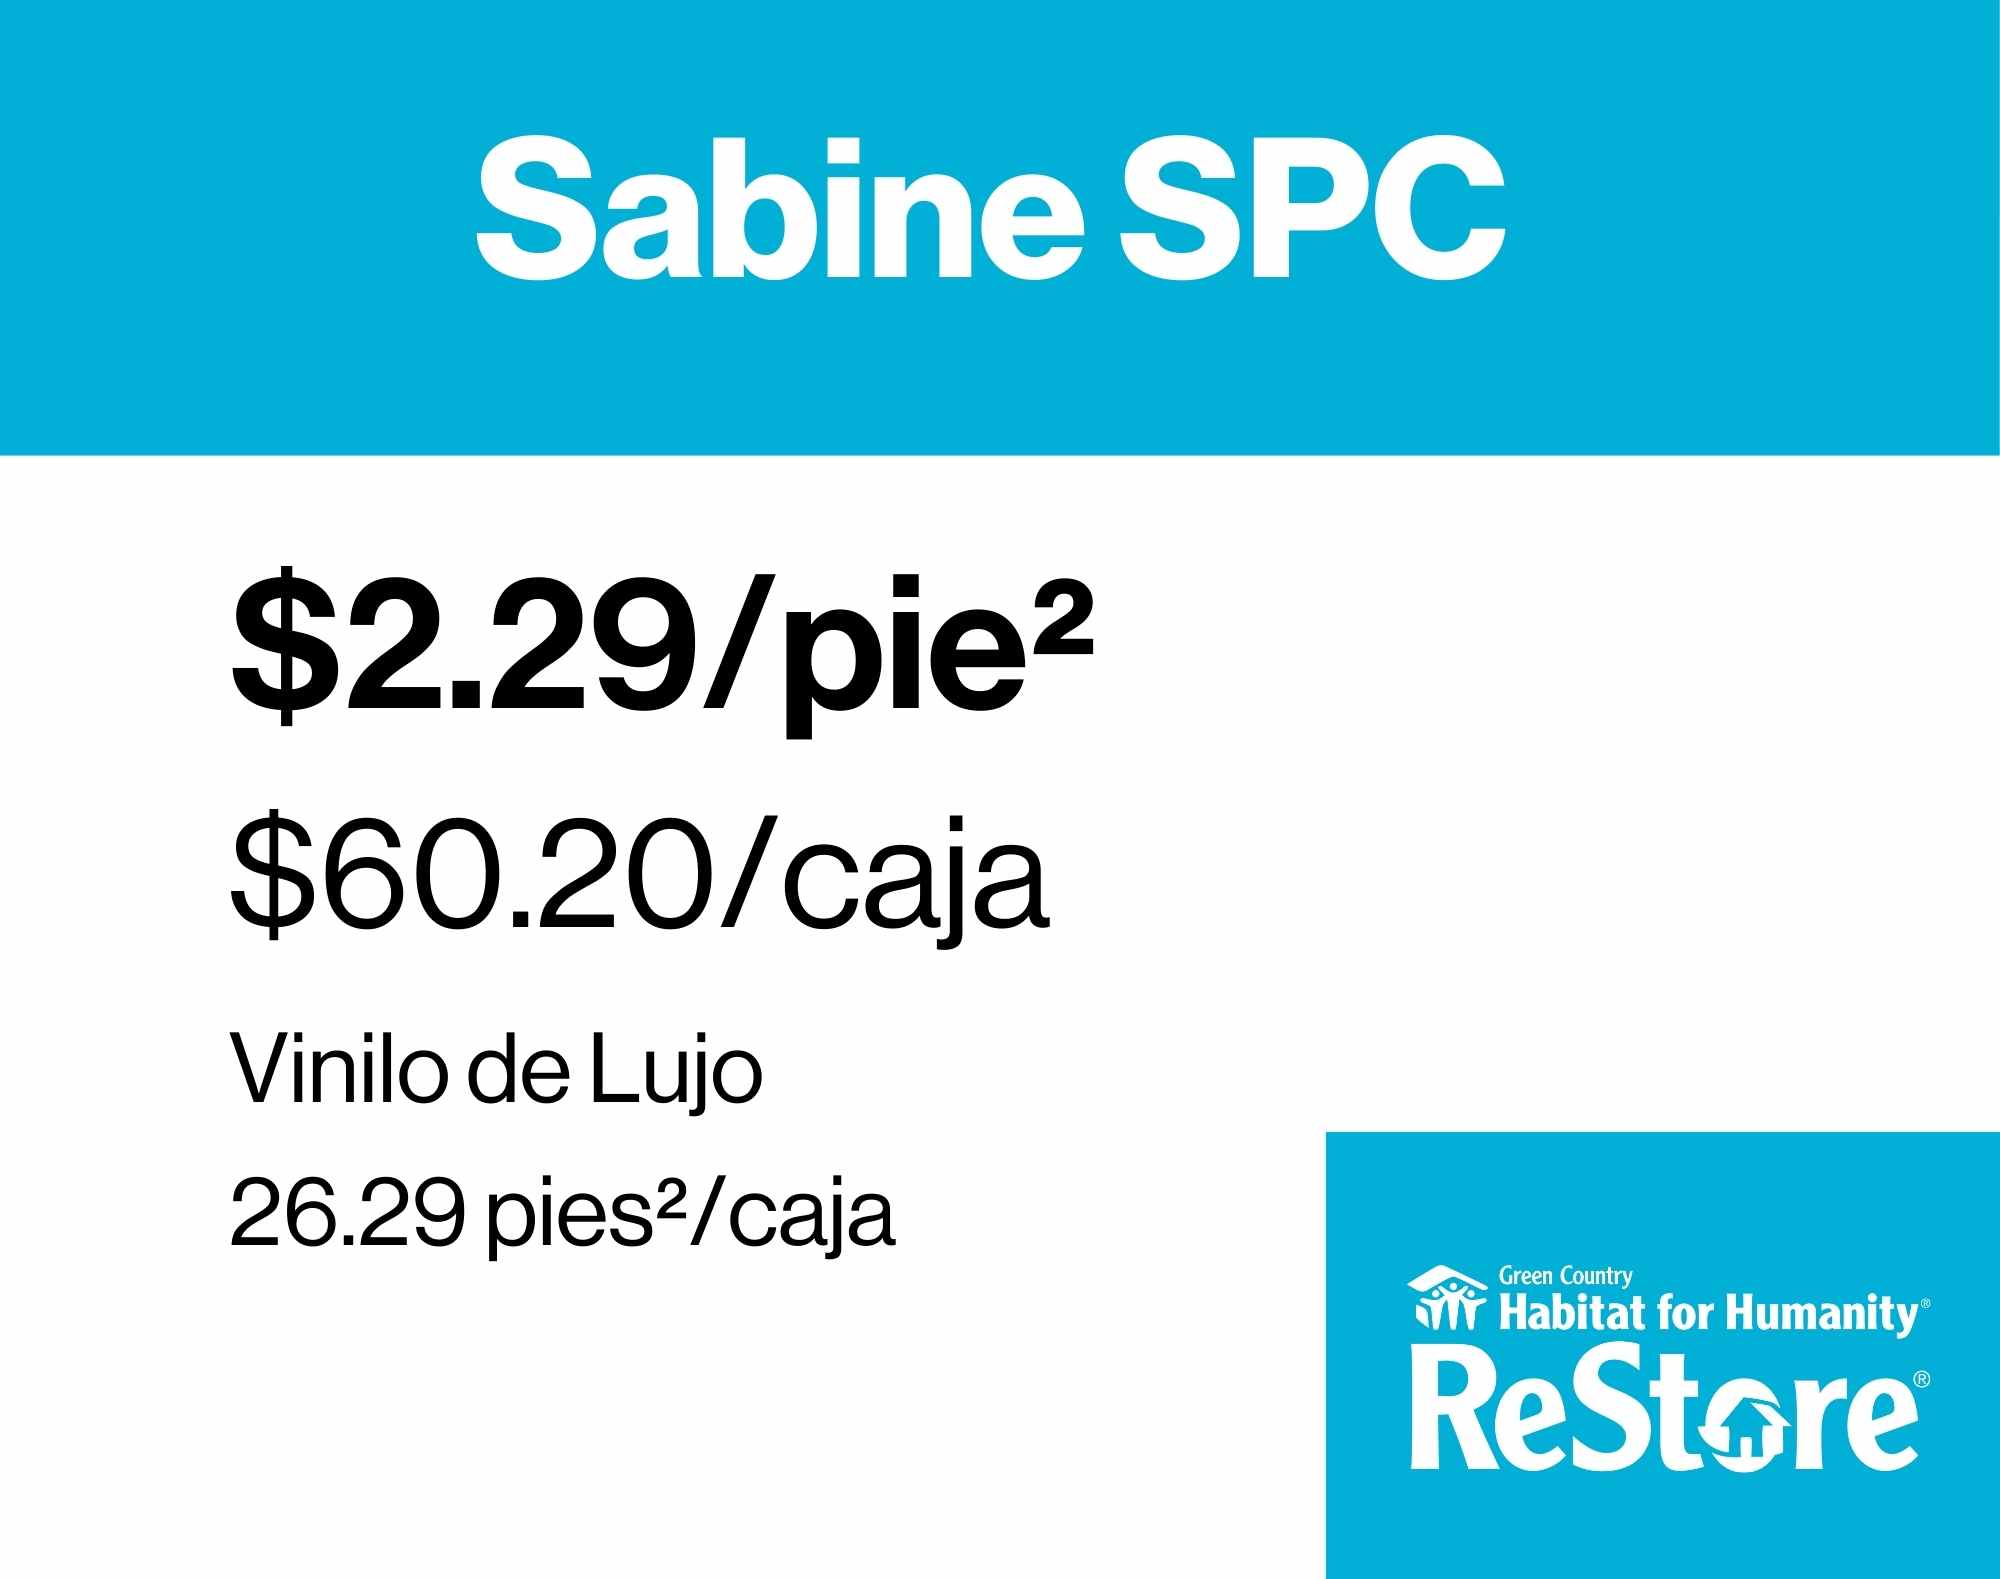 Sabine SPC
$2.29/pie²
$60.20/caja
Vinilo de Lujo
26.29 pies²/caja
Green Country
Habitat for Humanity®
ReStore®